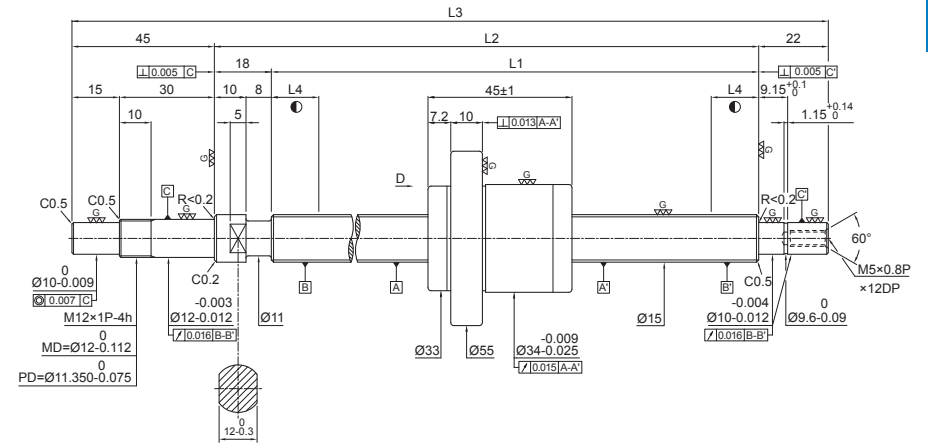 L3
45
L2
22
⊥ 0.005 C
18
L1
⊥ 0.005 C'
15
30
10
8
L4
45±1
L4
9.15 +0.1 0
10
5
7.2
10
⊥ 0.013 A-A'
1.15 +0.14 0
G
G
G
G
D
C0.5
C0.5
G
C
G
R<0.2
G
R<0.2
G
C'
G
60°
C0.2
B
A
A'
B'
C0.5
M5×0.8P
×12DP
0
Ø10-0.009
◎ 0.007 C
M12×1P-4h
0
MD=Ø12-0.112
0
PD=Ø11.350-0.075
-0.003
Ø12-0.012
↗ 0.016 B-B'
Ø11
Ø33
Ø55
-0.009
Ø34-0.025
↗ 0.015 A-A'
Ø15
-0.004
Ø10-0.012
↗ 0.016 B-B'
0
Ø9.6-0.09
0
12-0.3